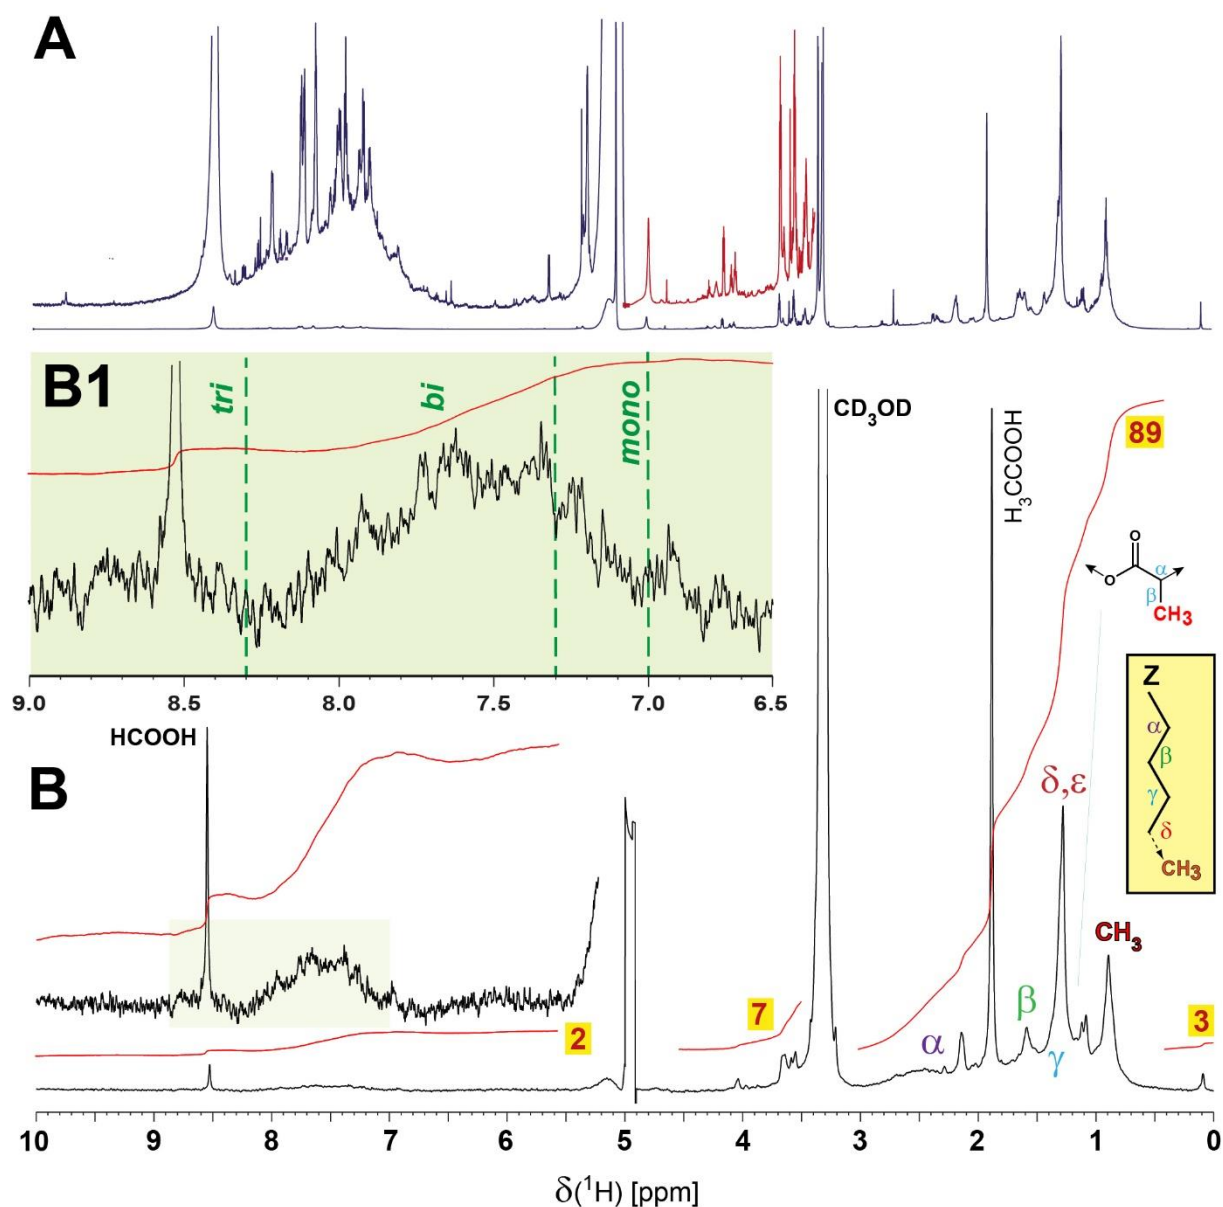 A
B1
tri
bi
mono
9.0 8.5 8.0 7.5 7.0 6.5
CD3OD
H3CCOOH
89
O
O
α
β
CH3
Z
α
β
γ
δ
CH3
HCOOH
B
δ,ε
CH3
β
α
γ
2
7
3
10 9 8 7 6 5 4 3 2 1 0
δ(¹H) [ppm]